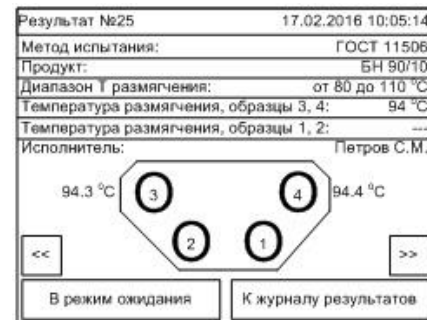 Результат №25 17.02.2016 10:05:14
Метод испытания: ГОСТ 11506
Продукт: БН 90/10
Диапазон Т размягчения: от 80 до 110 °С
Температура размягчения, образцы 3, 4: 94 °С
Температура размягчения, образцы 1, 2: ---
Исполнитель: Петров С.М.
94.3 °С 3 4 94.4 °С
2 1
<< >>
В режим ожидания К журналу результатов